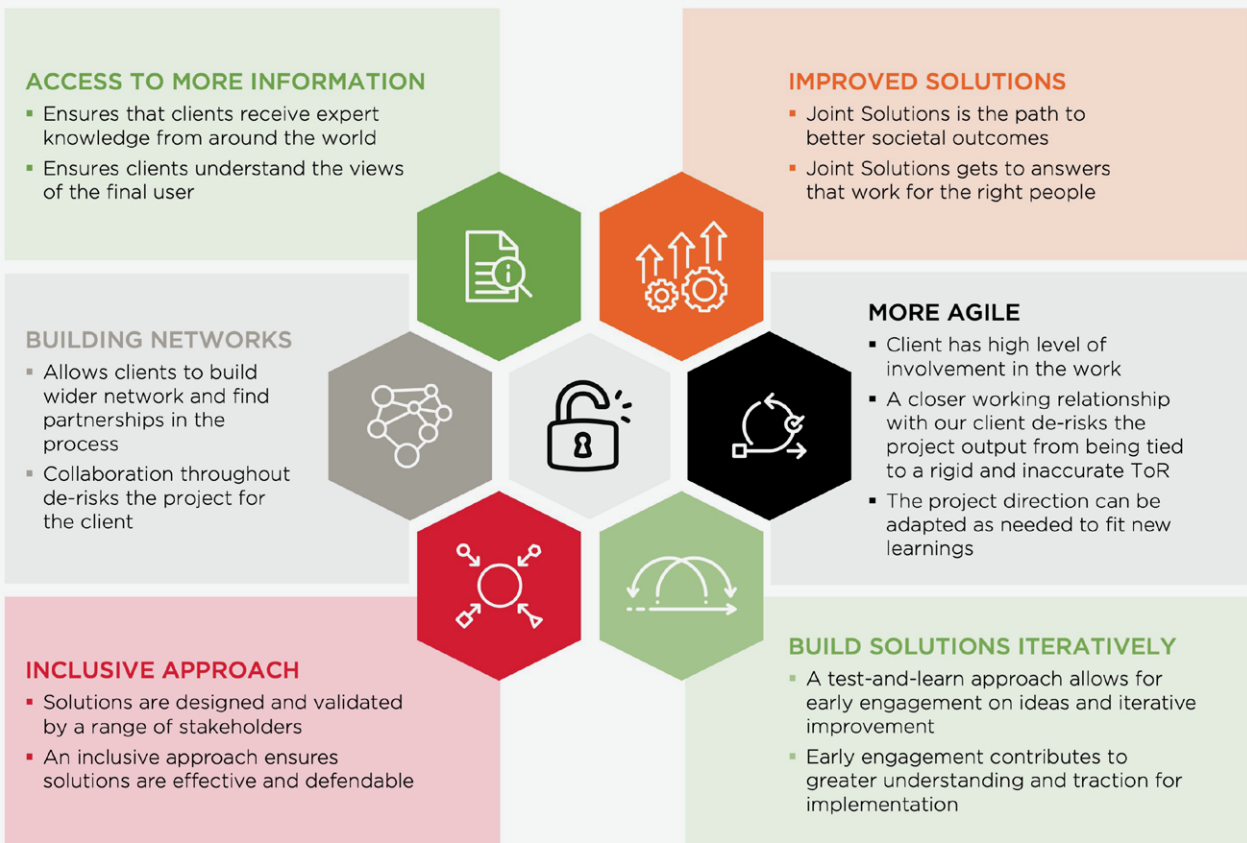 ACCESS TO MORE INFORMATION
▪ Ensures that clients receive expert
knowledge from around the world
▪ Ensures clients understand the views
of the final user
IMPROVED SOLUTIONS
▪ Joint Solutions is the path to
better societal outcomes
▪ Joint Solutions gets to answers
that work for the right people
BUILDING NETWORKS
▪ Allows clients to build
wider network and find
partnerships in the
process
▪ Collaboration throughout
de-risks the project for
the client
MORE AGILE
▪ Client has high level of
involvement in the work
▪ A closer working relationship
with our client de-risks the
project output from being tied
to a rigid and inaccurate ToR
▪ The project direction can be
adapted as needed to fit new
learnings
INCLUSIVE APPROACH
▪ Solutions are designed and validated
by a range of stakeholders
▪ An inclusive approach ensures
solutions are effective and defendable
BUILD SOLUTIONS ITERATIVELY
▪ A test-and-learn approach allows for
early engagement on ideas and iterative
improvement
▪ Early engagement contributes to
greater understanding and traction for
implementation